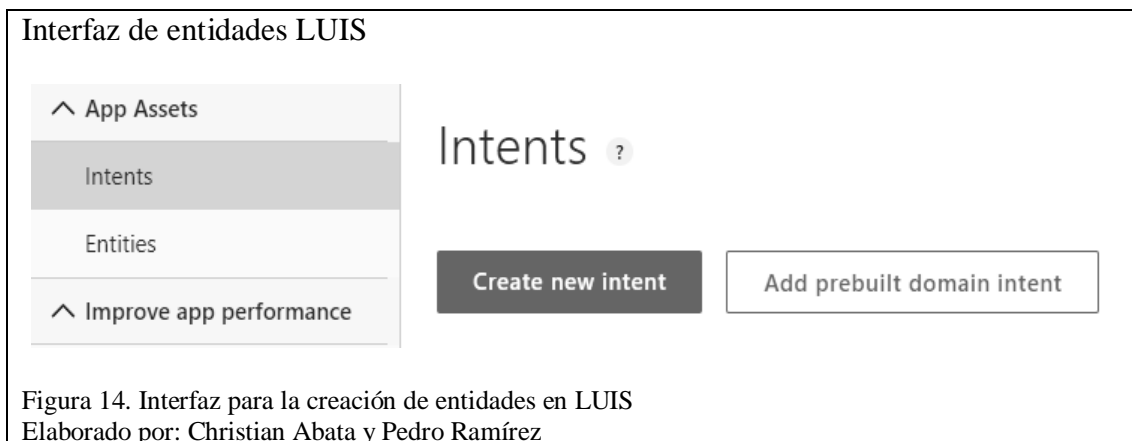 Interfaz de entidades LUIS
App Assets
Intents
Entities
Improve app performance
Intents ?
Create new intent
Add prebuilt domain intent
Figura 14. Interfaz para la creación de entidades en LUIS
Elaborado por: Christian Abata y Pedro Ramírez